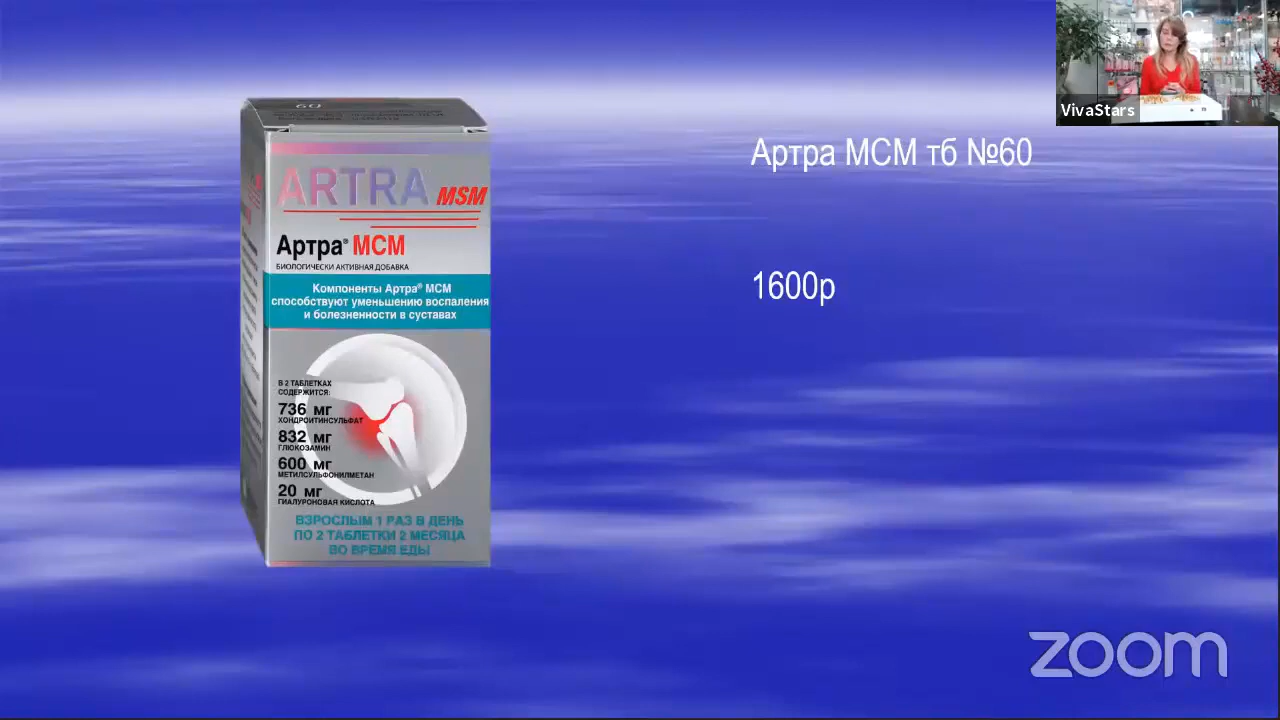 VivaStars
Артра МСМ тб №60
1600р
60
ARTRA MSM
Артра® МСМ
БИОЛОГИЧЕСКИ АКТИВНАЯ ДОБАВКА
Компоненты Артра® МСМ
способствуют уменьшению воспаления
и болезненности в суставах
В 2 ТАБЛЕТКАХ
СОДЕРЖИТСЯ:
736 мг
ХОНДРОИТИНСУЛЬФАТ
832 мг
ГЛЮКОЗАМИН
600 мг
МЕТИЛСУЛЬФОНИЛМЕТАН
20 мг
ГИАЛУРОНОВАЯ КИСЛОТА
ВЗРОСЛЫМ 1 РАЗ В ДЕНЬ
ПО 2 ТАБЛЕТКИ 2 МЕСЯЦА
ВО ВРЕМЯ ЕДЫ
zoom